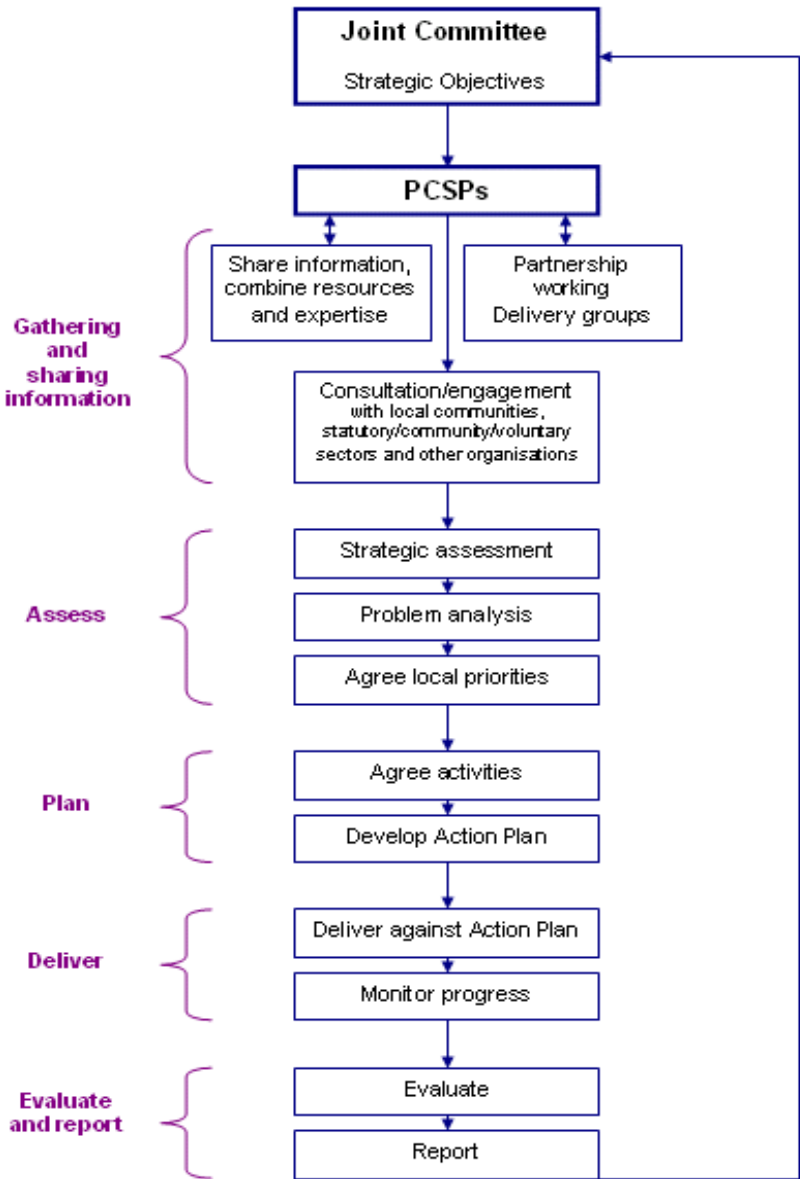 Joint Committee
Strategic Objectives
PCSPs
Share information,
combine resources
and expertise
Partnership
working
Delivery groups
Gathering
and
sharing
information
Consultation/engagement
with local communities,
statutory/community/voluntary
sectors and other organisations
Assess
Strategic assessment
Problem analysis
Agree local priorities
Plan
Agree activities
Develop Action Plan
Deliver
Deliver against Action Plan
Monitor progress
Evaluate
and report
Evaluate
Report